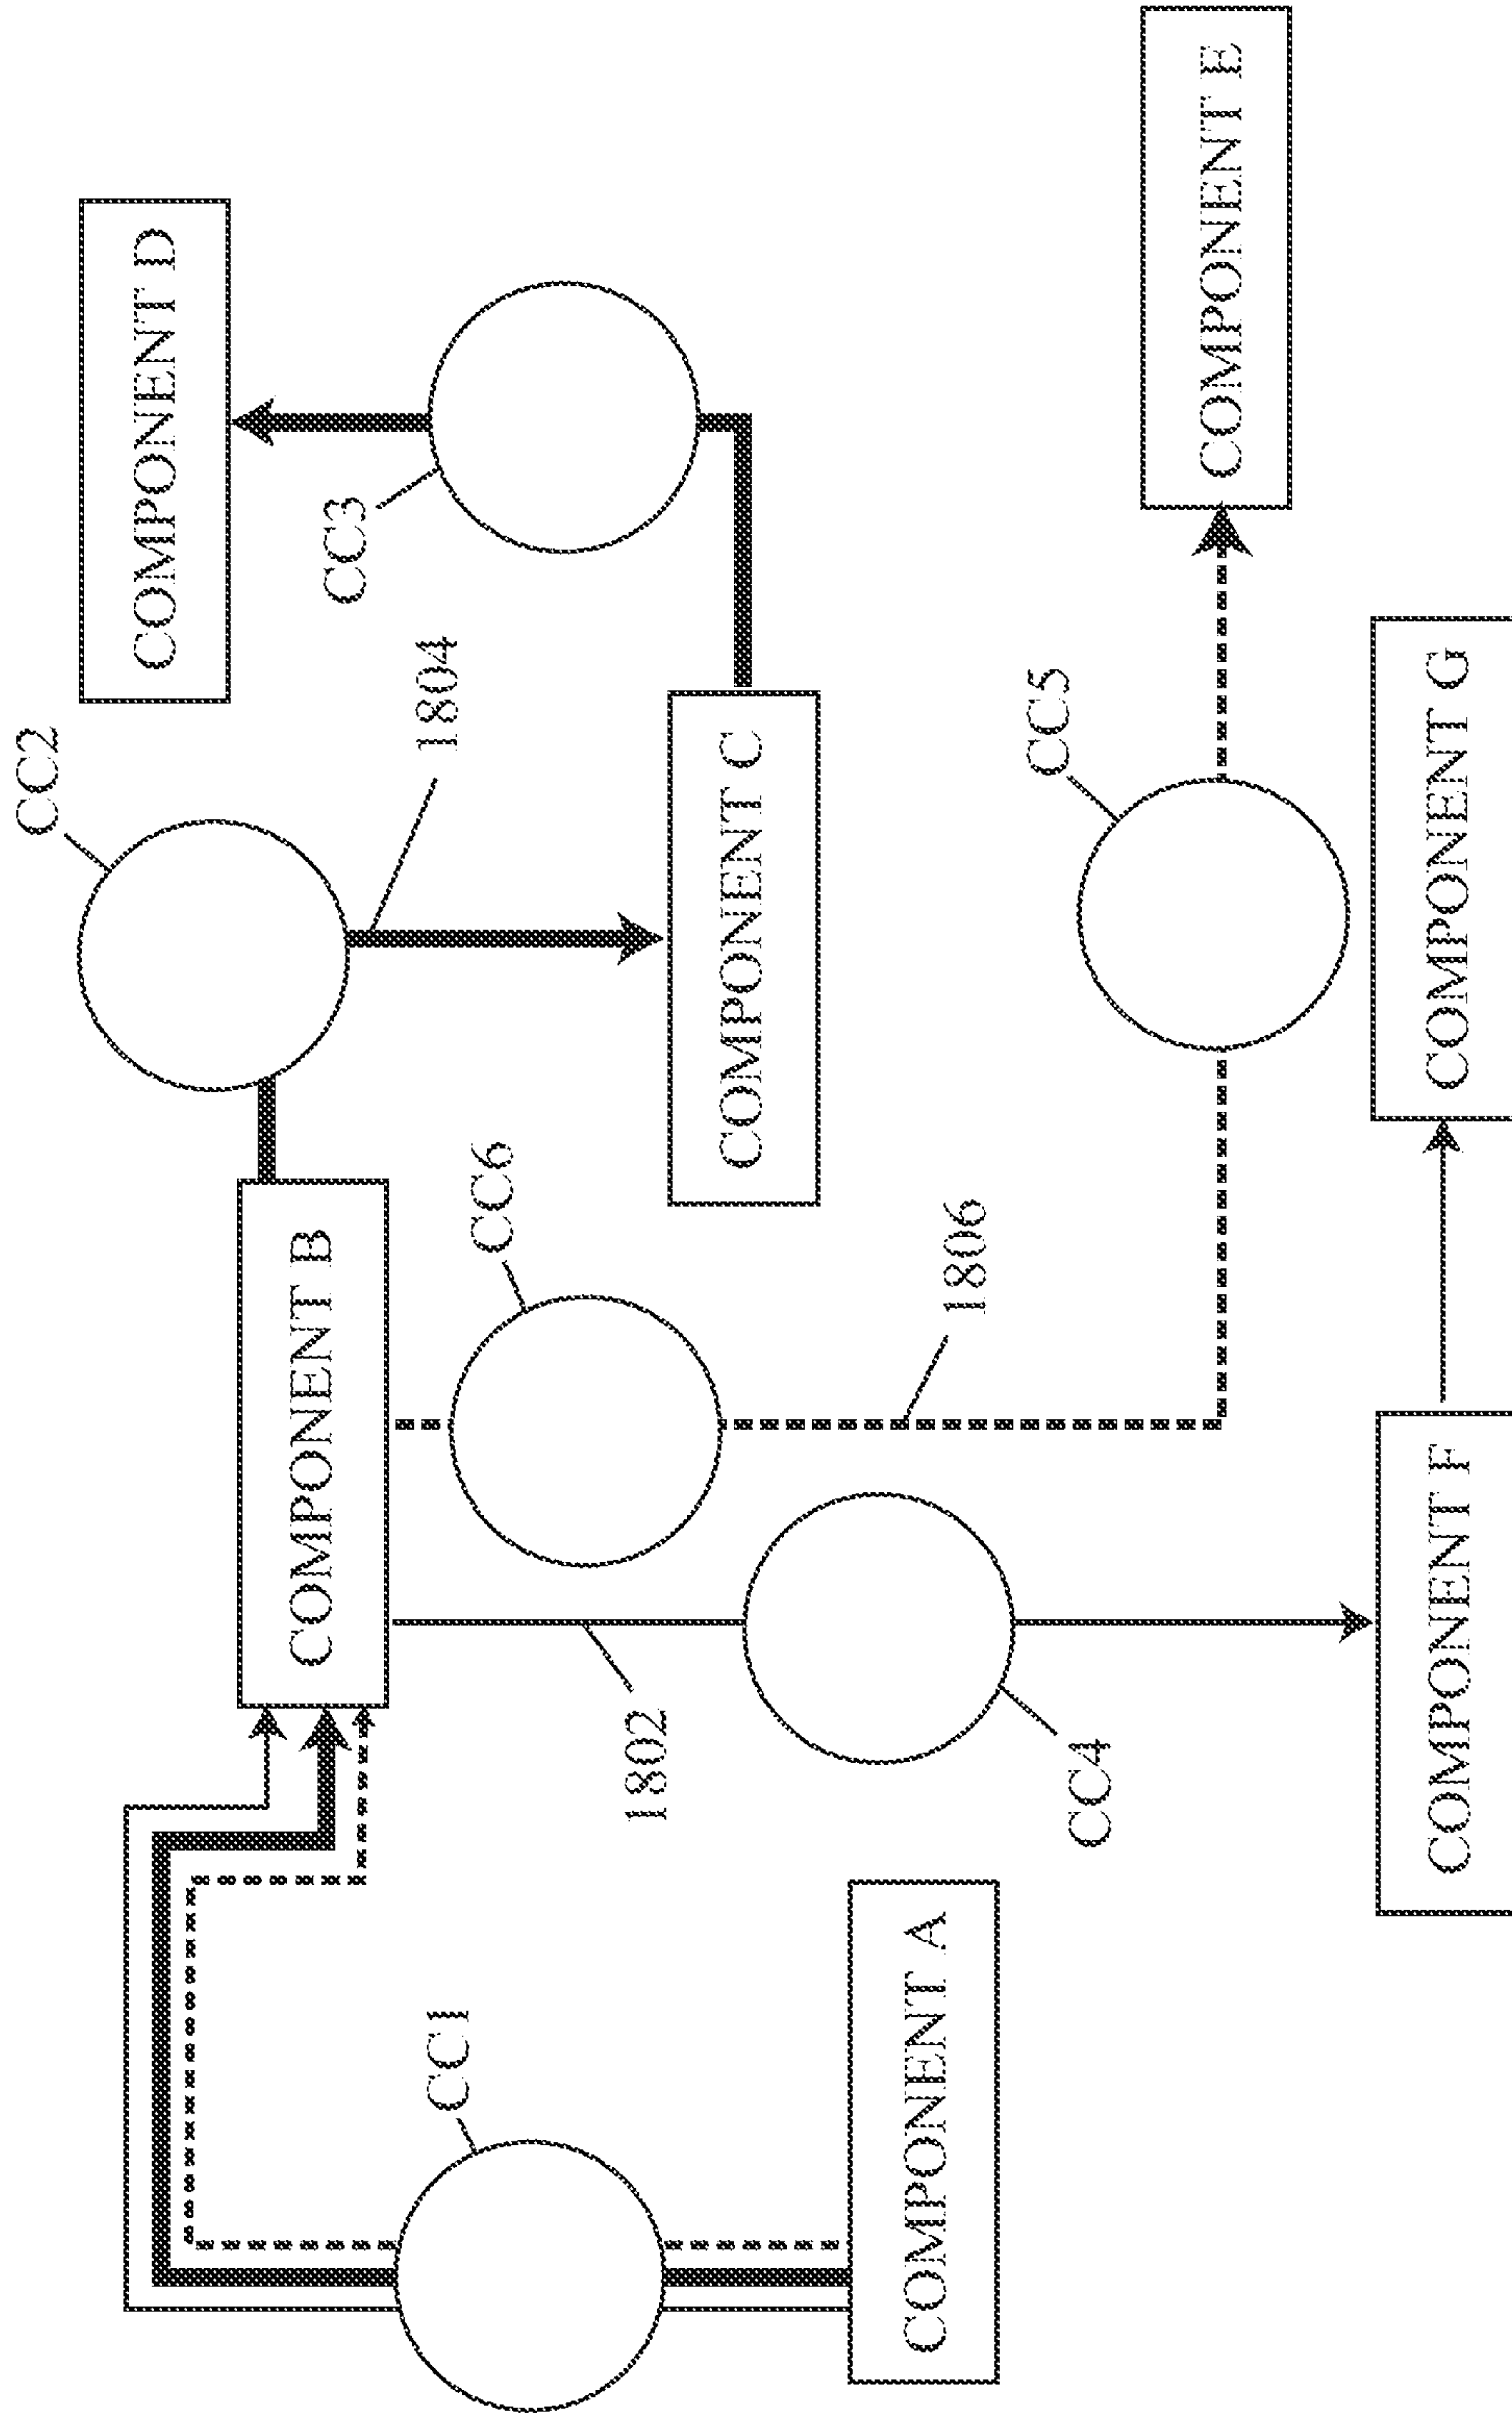 CC2
COMPONENT D
COMPONENT B
CC3
1804
CC1
CC6
1802
COMPONENT C
COMPONENT A
1806
CC5
CC4
COMPONENT E
COMPONENT F
COMPONENT G